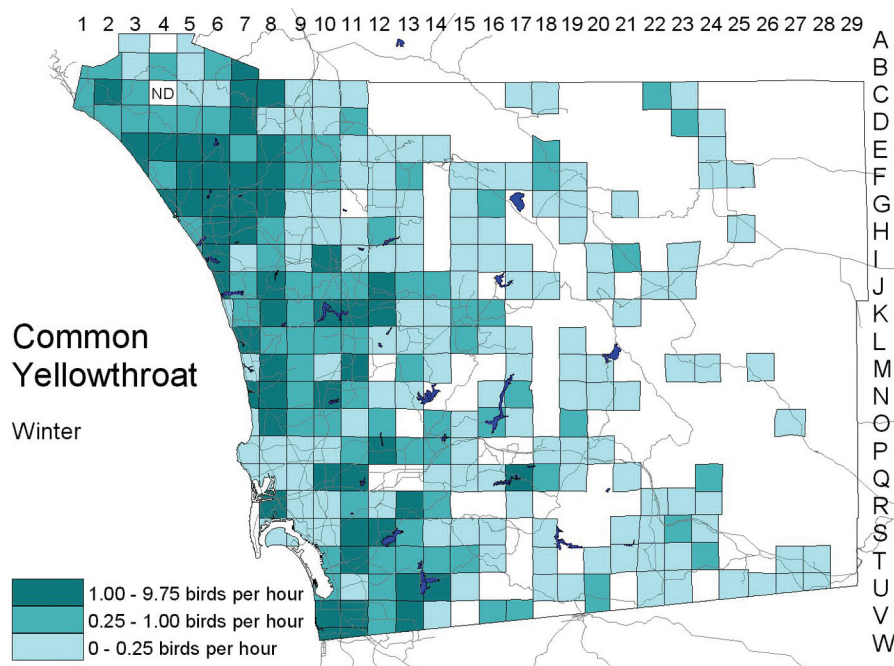 1 2 3 4 5 6 7 8 9 10 11 12 13 14 15 16 17 18 19 20 21 22 23 24 25 26 27 28 29
A
B
C
D
E
F
G
H
I
J
K
L
M
N
O
P
Q
R
S
T
U
V
W
ND
Common
Yellowthroat
Winter
1.00 - 9.75 birds per hour
0.25 - 1.00 birds per hour
0 - 0.25 birds per hour